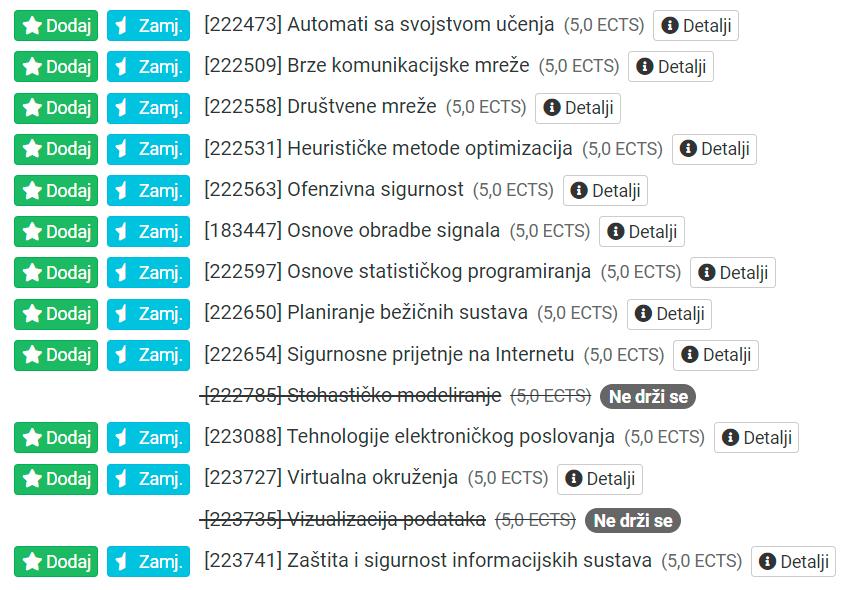 Dodaj Zamj. [222473] Automati sa svojstvom učenja (5,0 ECTS) Detalji
Dodaj Zamj. [222509] Brze komunikacijske mreže (5,0 ECTS) Detalji
Dodaj Zamj. [222558] Društvene mreže (5,0 ECTS) Detalji
Dodaj Zamj. [222531] Heurističke metode optimizacija (5,0 ECTS) Detalji
Dodaj Zamj. [222563] Ofenzivna sigurnost (5,0 ECTS) Detalji
Dodaj Zamj. [183447] Osnove obradbe signala (5,0 ECTS) Detalji
Dodaj Zamj. [222597] Osnove statističkog programiranja (5,0 ECTS) Detalji
Dodaj Zamj. [222650] Planiranje bežičnih sustava (5,0 ECTS) Detalji
Dodaj Zamj. [222654] Sigurnosne prijetnje na Internetu (5,0 ECTS) Detalji
[222785] Stohastičko modeliranje (5,0 ECTS) Ne drži se
Dodaj Zamj. [223088] Tehnologije elektroničkog poslovanja (5,0 ECTS) Detalji
Dodaj Zamj. [223727] Virtualna okruženja (5,0 ECTS) Detalji
[223735] Vizualizacija podataka (5,0 ECTS) Ne drži se
Dodaj Zamj. [223741] Zaštita i sigurnost informacijskih sustava (5,0 ECTS) Detalji